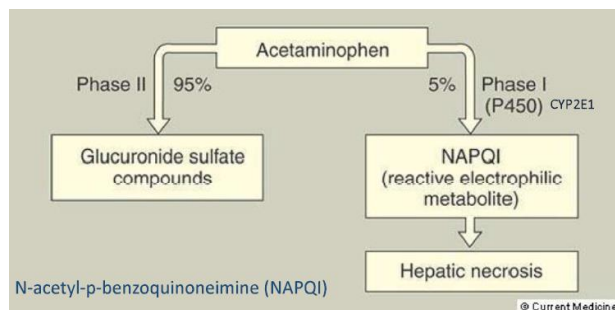 Acetaminophen
Phase II 95%
5% Phase I
(P450) CYP2E1
Glucuronide sulfate
compounds
NAPQI
(reactive electrophilic
metabolite)
Hepatic necrosis
N-acetyl-p-benzoquinoneimine (NAPQI)
© Current Medicine